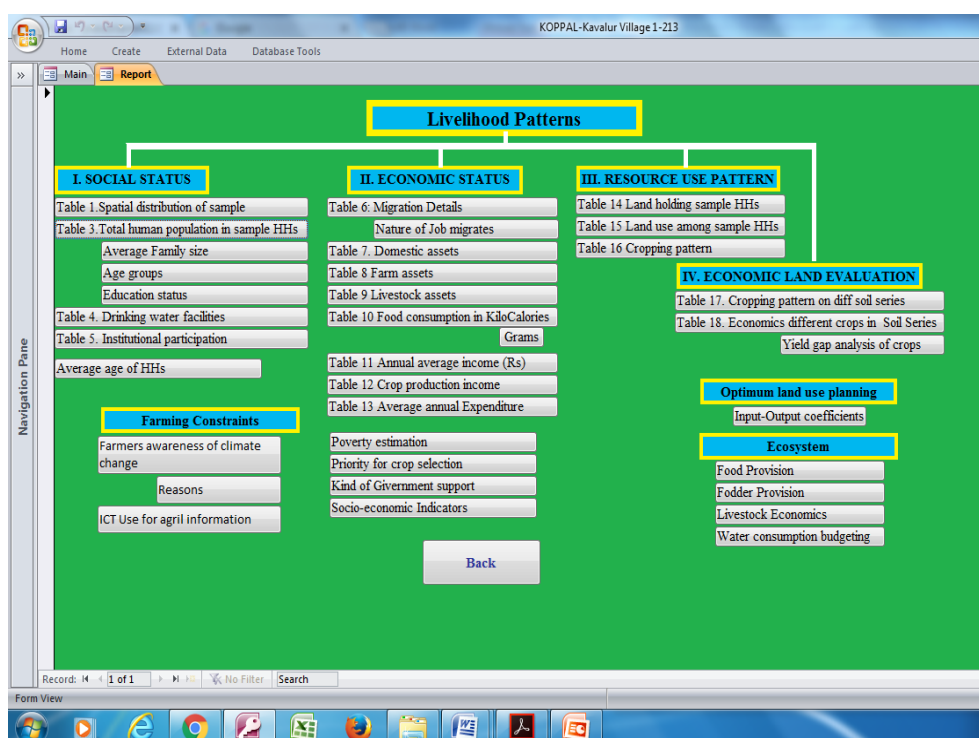 KOPPAL-Kavalur Village 1-213
Home Create External Data Database Tools
Main Report
Navigation Pane
Livelihood Patterns
I. SOCIAL STATUS
Table 1.Spatial distribution of sample
Table 3.Total human population in sample HHs
Average Family size
Age groups
Education status
Table 4. Drinking water facilities
Table 5. Institutional participation
Average age of HHs
Farming Constraints
Farmers awareness of climate
change
Reasons
ICT Use for agril information
II. ECONOMIC STATUS
Table 6: Migration Details
Nature of Job migrates
Table 7. Domestic assets
Table 8 Farm assets
Table 9 Livestock assets
Table 10 Food consumption in KiloCalories
Grams
Table 11 Annual average income (Rs)
Table 12 Crop production income
Table 13 Average annual Expenditure
Poverty estimation
Priority for crop selection
Kind of Givernment support
Socio-economic Indicators
Back
III. RESOURCE USE PATTERN
Table 14 Land holding sample HHs
Table 15 Land use among sample HHs
Table 16 Cropping pattern
IV. ECONOMIC LAND EVALUATION
Table 17. Cropping pattern on diff soil series
Table 18. Economics different crops in Soil Series
Yield gap analysis of crops
Optimum land use planning
Input-Output coefficients
Ecosystem
Food Provision
Fodder Provision
Livestock Economics
Water consumption budgeting
Record: 1 of 1 No Filter Search
Form View